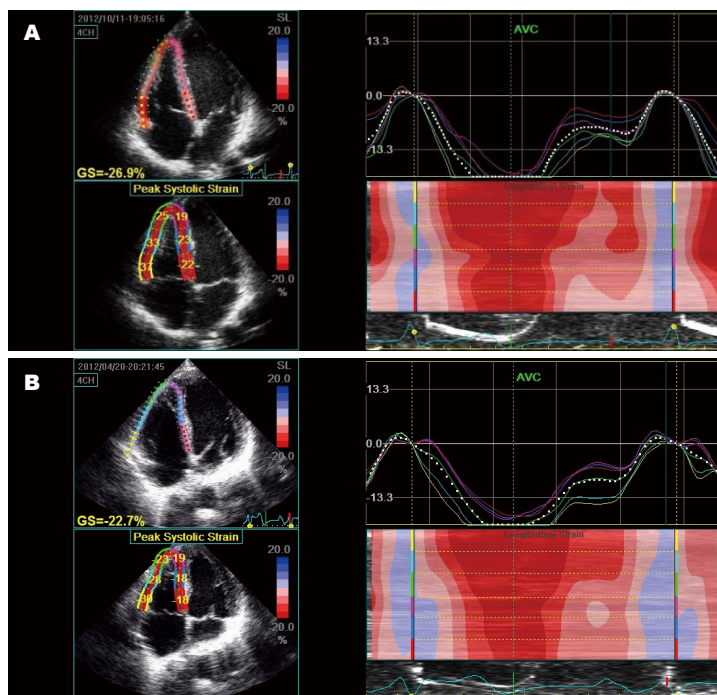 A
2012/10/11-19:05:16
SL
4CH
20.0
-20.0
%
GS=-26.9%
AVC
13.3
0.0
-13.3
Peak Systolic Strain
20.0
-20.0
%
-25 -19
-33 -23
-37 -22
Longitudinal Strain
B
2012/04/20-20:21:45
SL
4CH
20.0
-20.0
%
GS=-22.7%
AVC
13.3
0.0
-13.3
Peak Systolic Strain
20.0
-20.0
%
-23 -19
-28 -18
-30 -18
Longitudinal Strain